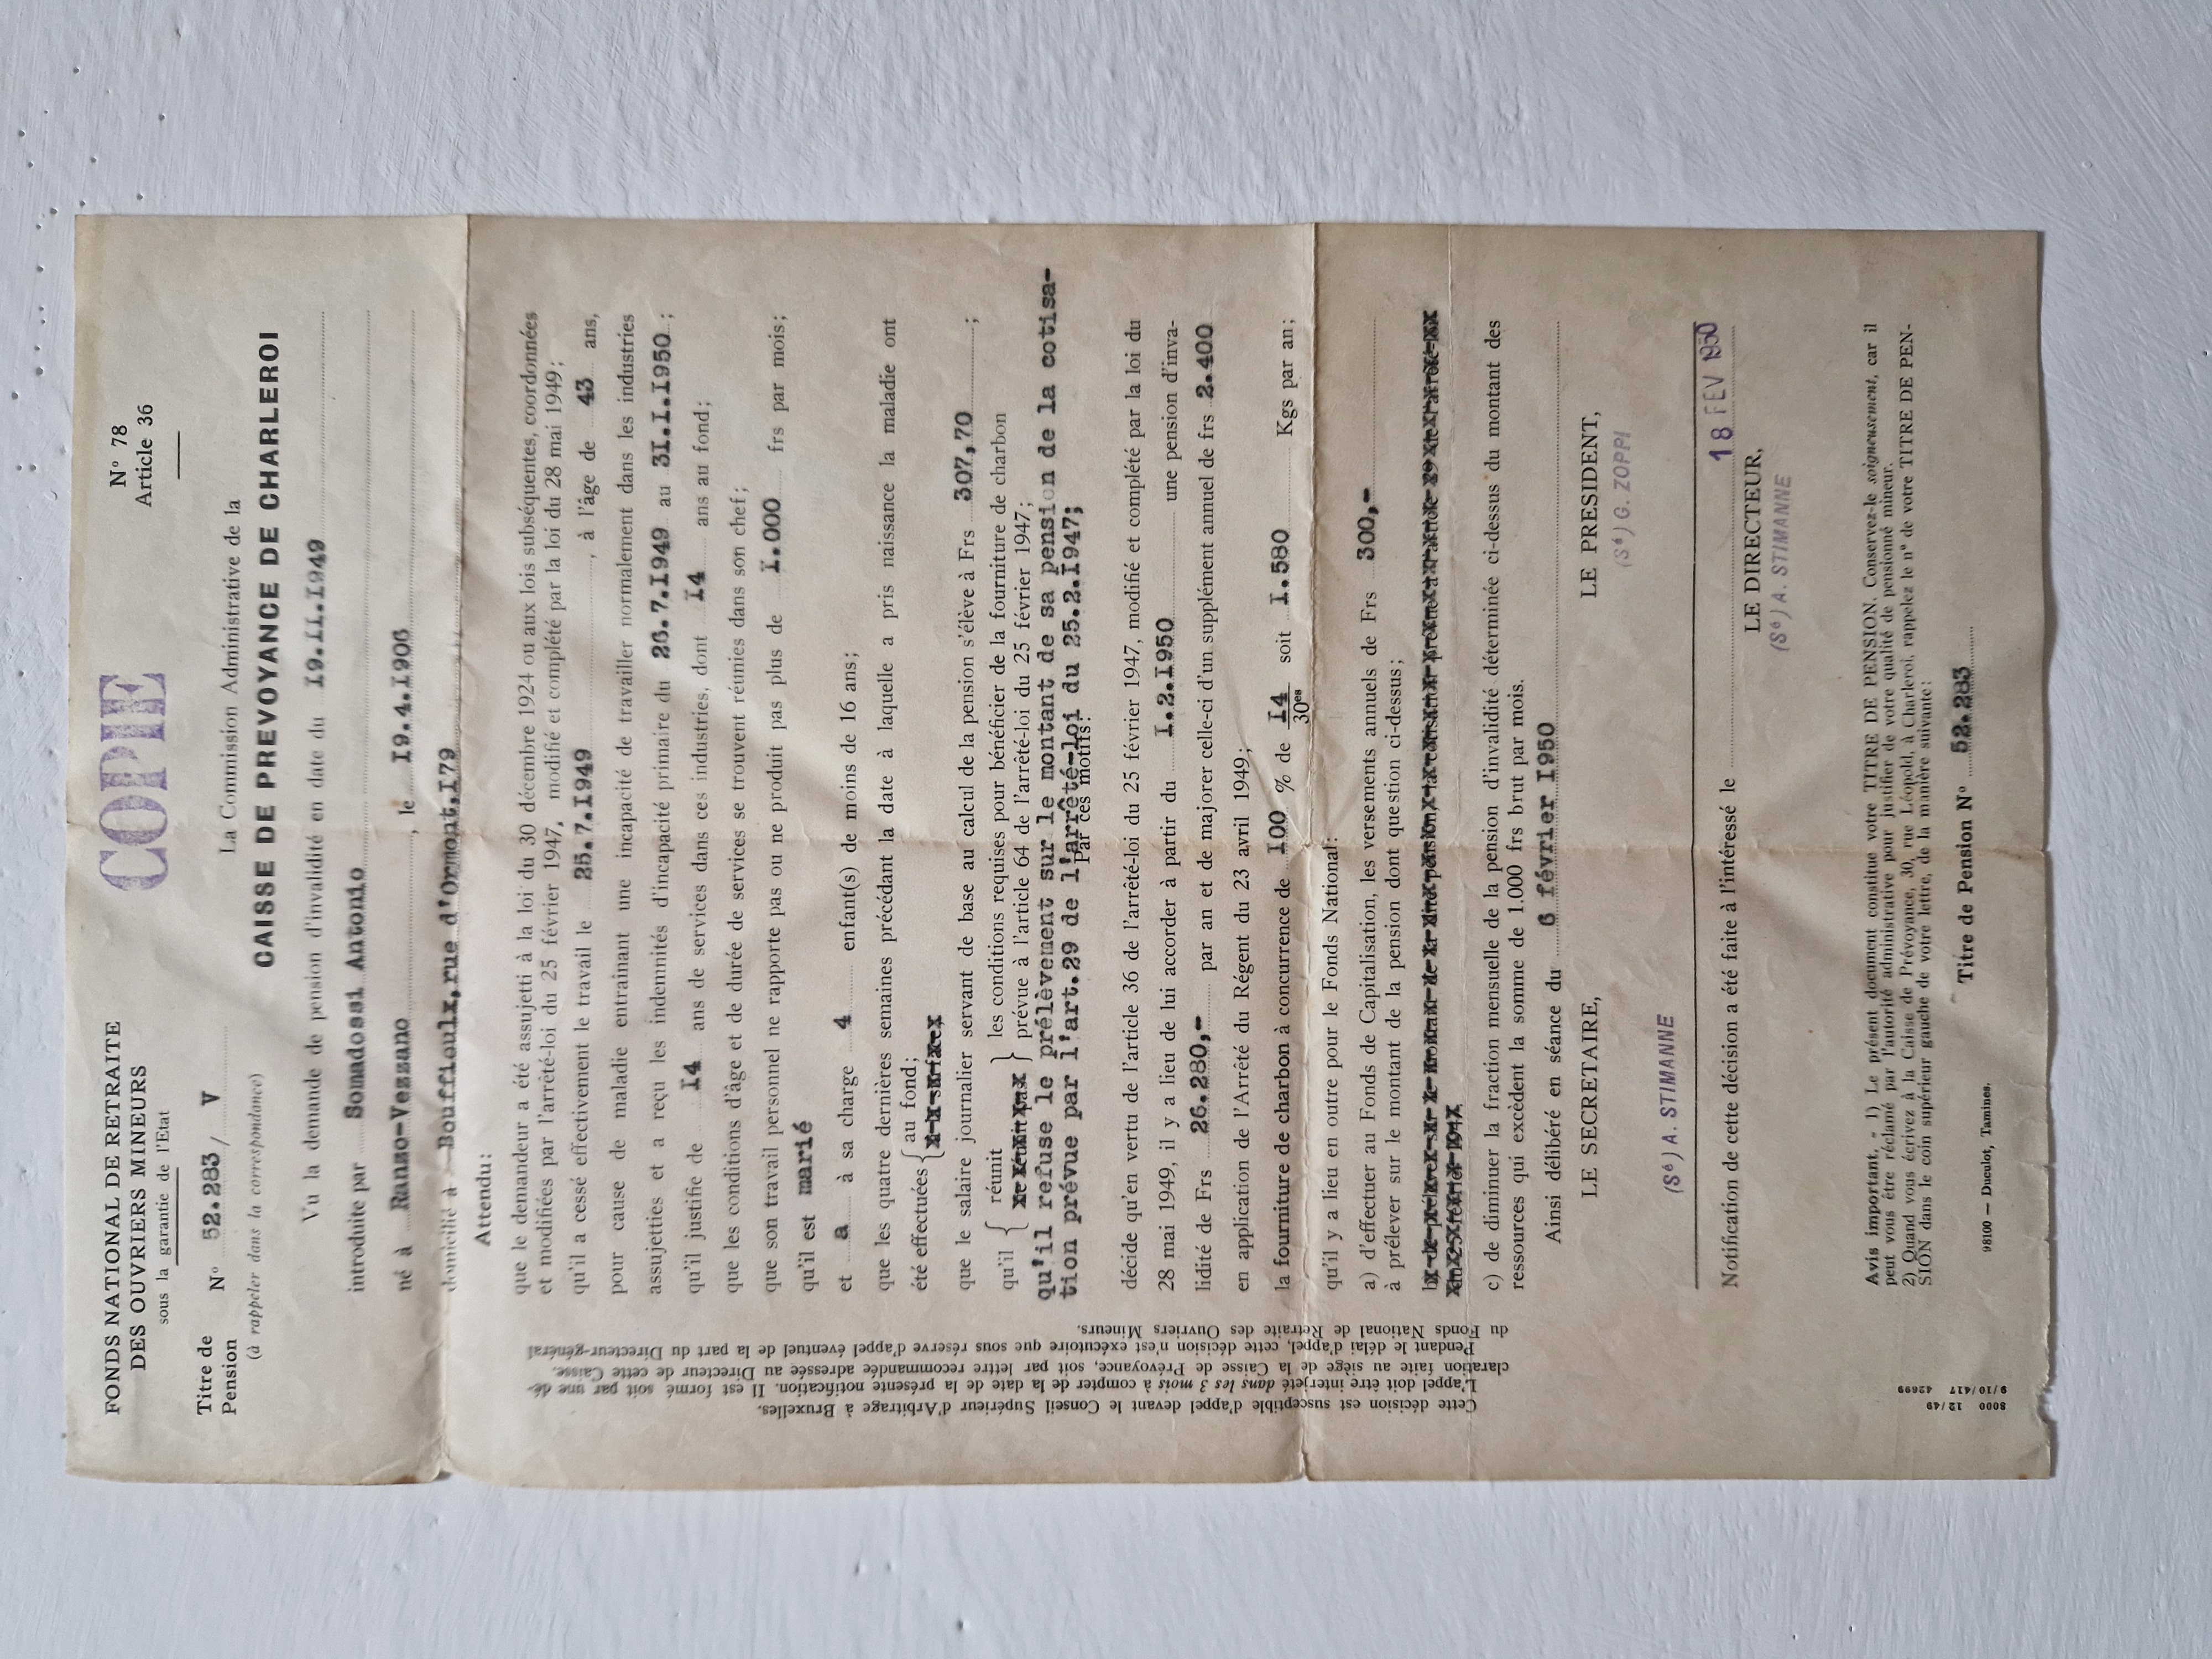 FONDS NATIONAL DE RETRAITE
DES OUVRIERS MINEURS
sous la garantie de l'Etat
COPIE
N° 78
Article 36
Titre de
Pension N° 52.283 / V
(à rappeler dans la correspondance)
La Commission Administrative de la
CAISSE DE PREVOYANCE DE CHARLEROI
Vu la demande de pension d'invalidité en date du 19.11.1949
introduite par Somadossi Antonio
né à Ranzo-Vezzano , le 19.4.1906
domicilié à Bouffioulx, rue d'Ormont, 179
Attendu:
que le demandeur a été assujetti à la loi du 30 décembre 1924 ou aux lois subséquentes, coordonnées
et modifiées par l'arrêté-loi du 25 février 1947, modifié et complété par la loi du 28 mai 1949;
qu'il a cessé effectivement le travail le 25.7.1949 , à l'âge de 43 ans,
pour cause de maladie entrainant une incapacité de travailler normalement dans les industries
assujetties et a reçu les indemnités d'incapacité primaire du 26.7.1949 au 31.1.1950 ;
qu'il justifie de 14 ans de services dans ces industries, dont 14 ans au fond;
que les conditions d'âge et de durée de services se trouvent réunies dans son chef;
que son travail personnel ne rapporte pas ou ne produit pas plus de 1.000 frs par mois;
qu'il est marié
et a à sa charge 4 enfant(s) de moins de 16 ans;
que les quatre dernières semaines précédant la date à laquelle a pris naissance la maladie ont
été effectuées { au fond;
que le salaire journalier servant de base au calcul de la pension s'élève à Frs 307,70 ;
qu'il { réunit } les conditions requises pour bénéficier de la fourniture de charbon
prévue à l'article 64 de l'arrêté-loi du 25 février 1947;
qu'il refuse le prélèvement sur le montant de sa pension de la cotisa-
tion prévue par l'art.29 de l'arrêté-loi du 25.2.1947;
Par ces motifs:
décide qu'en vertu de l'article 36 de l'arrêté-loi du 25 février 1947, modifié et complété par la loi du
28 mai 1949, il y a lieu de lui accorder à partir du 1.2.1950 une pension d'inva-
lidité de Frs 26.280,- par an et de majorer celle-ci d'un supplément annuel de frs 2.400
en application de l'Arrêté du Régent du 23 avril 1949;
la fourniture de charbon à concurrence de 100 % de 14/30es soit 1.580 Kgs par an;
qu'il y a lieu en outre pour le Fonds National:
a) d'effectuer au Fonds de Capitalisation, les versements annuels de Frs 300,-
à prélever sur le montant de la pension dont question ci-dessus;
c) de diminuer la fraction mensuelle de la pension d'invalidité déterminée ci-dessus du montant des
ressources qui excèdent la somme de 1.000 frs brut par mois.
Ainsi délibéré en séance du 6 février 1950
LE SECRETAIRE,
LE PRESIDENT,
(Sé) A. STIMANNE
(Sé) G. ZOPPI
Notification de cette décision a été faite à l'intéressé le 18 FEV 1950
LE DIRECTEUR,
(Sé) A. STIMANNE
Avis important. - 1) Le présent document constitue votre TITRE DE PENSION. Conservez-le soigneusement, car il
peut vous être réclamé par l'autorité administrative pour justifier de votre qualité de pensionné mineur.
2) Quand vous écrivez à la Caisse de Prévoyance, 30, rue Léopold, à Charleroi, rappelez le n° de votre TITRE DE PEN-
SION dans le coin supérieur gauche de votre lettre, de la manière suivante:
Titre de Pension N° 52.283
98100 — Duculot, Tamines.
Cette décision est susceptible d'appel devant le Conseil Supérieur d'Arbitrage à Bruxelles.
L'appel doit être interjeté dans les 3 mois à compter de la date de la présente notification. Il est formé soit par une dé-
claration faite au siège de la Caisse de Prévoyance, soit par lettre recommandée adressée au Directeur de cette Caisse.
Pendant le délai d'appel, cette décision n'est exécutoire que sous réserve d'appel éventuel de la part du Directeur-général
du Fonds National de Retraite des Ouvriers Mineurs.
8000 12/49
9/10/417 42699